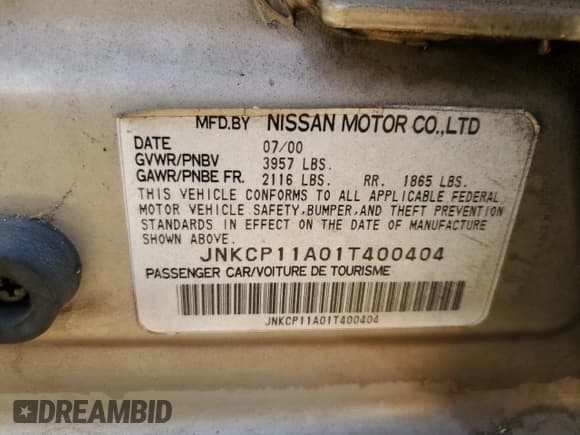 MFD.BY NISSAN MOTOR CO.,LTD
DATE 07/00
GVWR/PNBV 3957 LBS.
GAWR/PNBE FR. 2116 LBS. RR. 1865 LBS.
THIS VEHICLE CONFORMS TO ALL APPLICABLE FEDERAL
MOTOR VEHICLE SAFETY,BUMPER,AND THEFT PREVENTION
STANDARDS IN EFFECT ON THE DATE OF MANUFACTURE
SHOWN ABOVE.
JNKCP11A01T400404
PASSENGER CAR/VOITURE DE TOURISME
JNKCP11A01T400404
DREAMBID